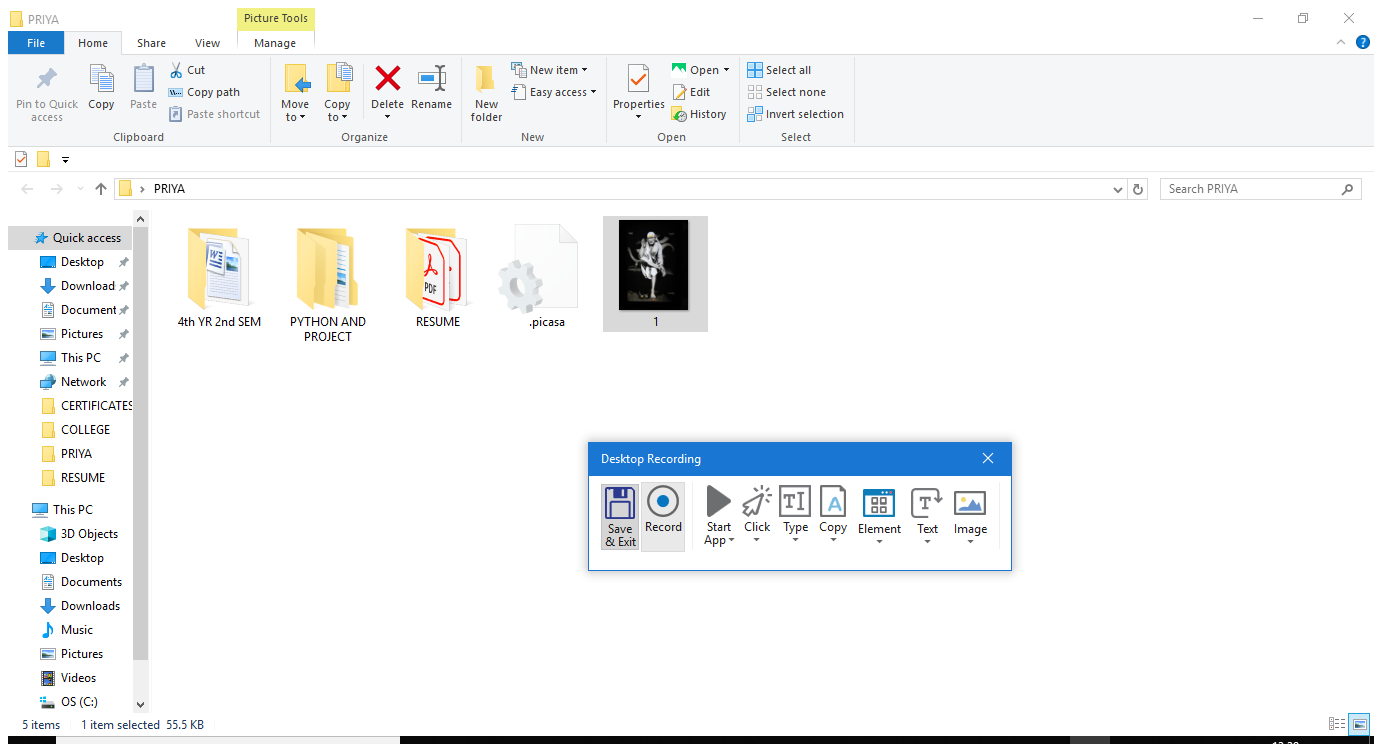 PRIYA
Picture Tools
File Home Share View Manage
Pin to Quick access
Copy
Paste
Cut
Copy path
Paste shortcut
Clipboard
Move to
Copy to
Delete
Rename
Organize
New folder
New item
Easy access
New
Properties
Open
Edit
History
Open
Select all
Select none
Invert selection
Select
PRIYA
Search PRIYA
Quick access
Desktop
Download
Document
Pictures
This PC
Network
CERTIFICATES
COLLEGE
PRIYA
RESUME
This PC
3D Objects
Desktop
Documents
Downloads
Music
Pictures
Videos
OS (C:)
W
4th YR 2nd SEM
PYTHON AND
PROJECT
PDF
RESUME
.picasa
1
Desktop Recording
Save
& Exit
Record
Start
App
Click
TI
Type
A
Copy
Element
T
Text
Image
5 items 1 item selected 55.5 KB